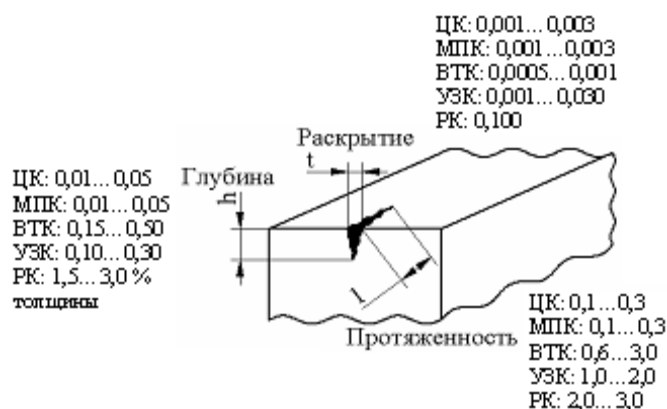 ЦК: 0,001... 0,003
МПК: 0,001... 0,003
ВТК: 0,0005... 0,001
УЗК: 0,001... 0,030
РК: 0,100
Раскрытие
t
Глубина
h
ЦК: 0,01... 0,05
МПК: 0,01... 0,05
ВТК: 0,15... 0,50
УЗК: 0,10... 0,30
РК: 1,5... 3,0 %
толщины
l
Протяженность
ЦК: 0,1... 0,3
МПК: 0,1... 0,3
ВТК: 0,6... 3,0
УЗК: 1,0... 2,0
РК: 2,0... 3,0